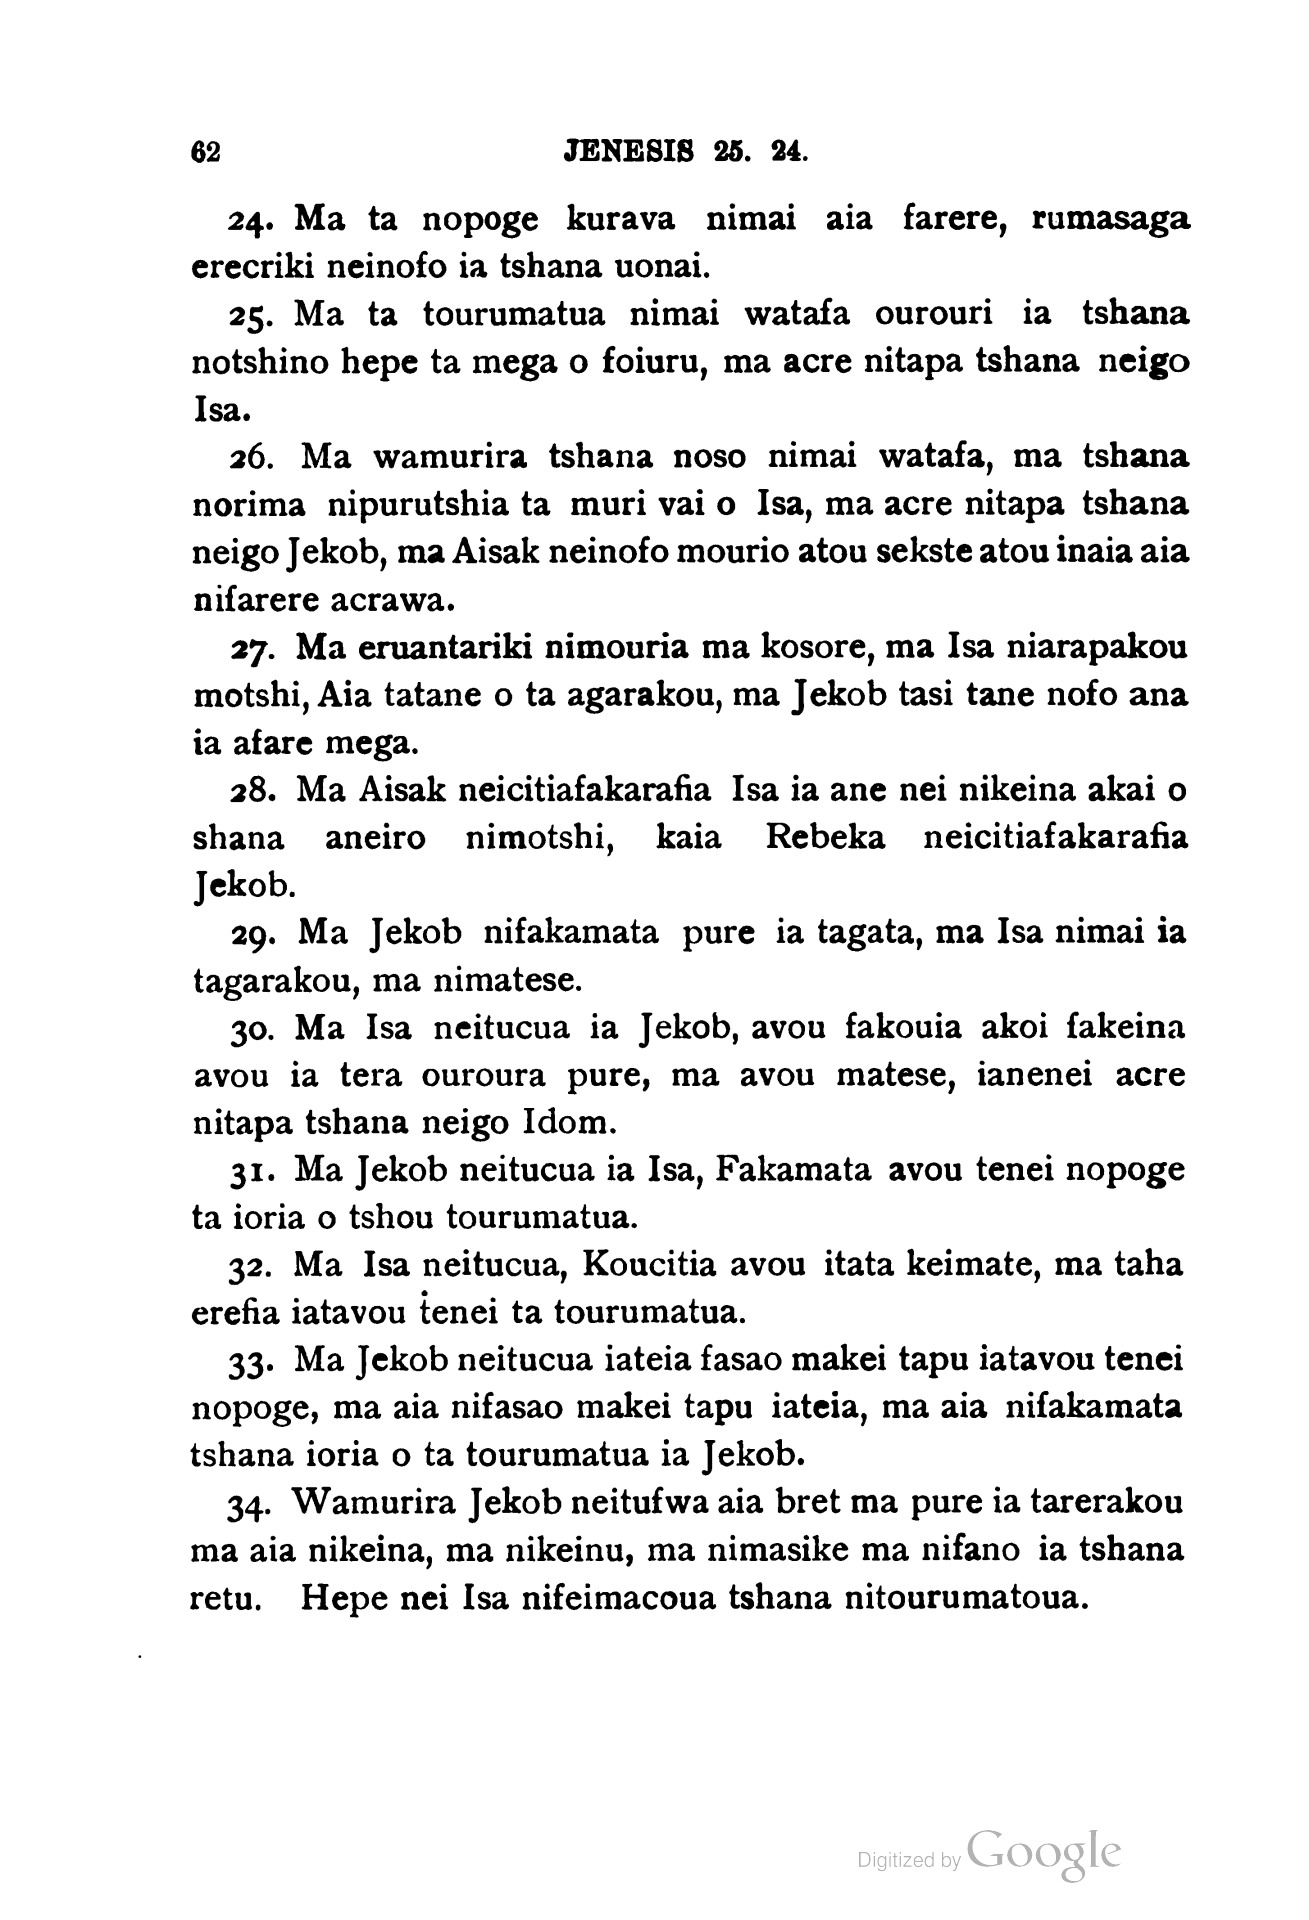 62 JENESIS 25. 24.
24. Ma ta nopoge kurava nimai aia farere, rumasaga
erecriki neinofo ia tshana uonai.
25. Ma ta tourumatua nimai watafa ourouri ia tshana
notshino hepe ta mega o foiuru, ma acre nitapa tshana neigo
Isa.
26. Ma wamurira tshana noso nimai watafa, ma tshana
norima nipurutshia ta muri vai o Isa, ma acre nitapa tshana
neigo Jekob, ma Aisak neinofo mourio atou sekste atou inaia aia
nifarere acrawa.
27. Ma eruantariki nimouria ma kosore, ma Isa niarapakou
motshi, Aia tatane o ta agarakou, ma Jekob tasi tane nofo ana
ia afare mega.
28. Ma Aisak neicitiafakarafia Isa ia ane nei nikeina akai o
shana aneiro nimotshi, kaia Rebeka neicitiafakarafia
Jekob.
29. Ma Jekob nifakamata pure ia tagata, ma Isa nimai ia
tagarakou, ma nimatese.
30. Ma Isa neitucua ia Jekob, avou fakouia akoi fakeina
avou ia tera ouroura pure, ma avou matese, ianenei acre
nitapa tshana neigo Idom.
31. Ma Jekob neitucua ia Isa, Fakamata avou tenei nopoge
ta ioria o tshou tourumatua.
32. Ma Isa neitucua, Koucitia avou itata keimate, ma taha
erefia iatavou tenei ta tourumatua.
33. Ma Jekob neitucua iateia fasao makei tapu iatavou tenei
nopoge, ma aia nifasao makei tapu iateia, ma aia nifakamata
tshana ioria o ta tourumatua ia Jekob.
34. Wamurira Jekob neitufwa aia bret ma pure ia tarerakou
ma aia nikeina, ma nikeinu, ma nimasike ma nifano ia tshana
retu. Hepe nei Isa nifeimacoua tshana nitourumatoua.
Digitized by Google